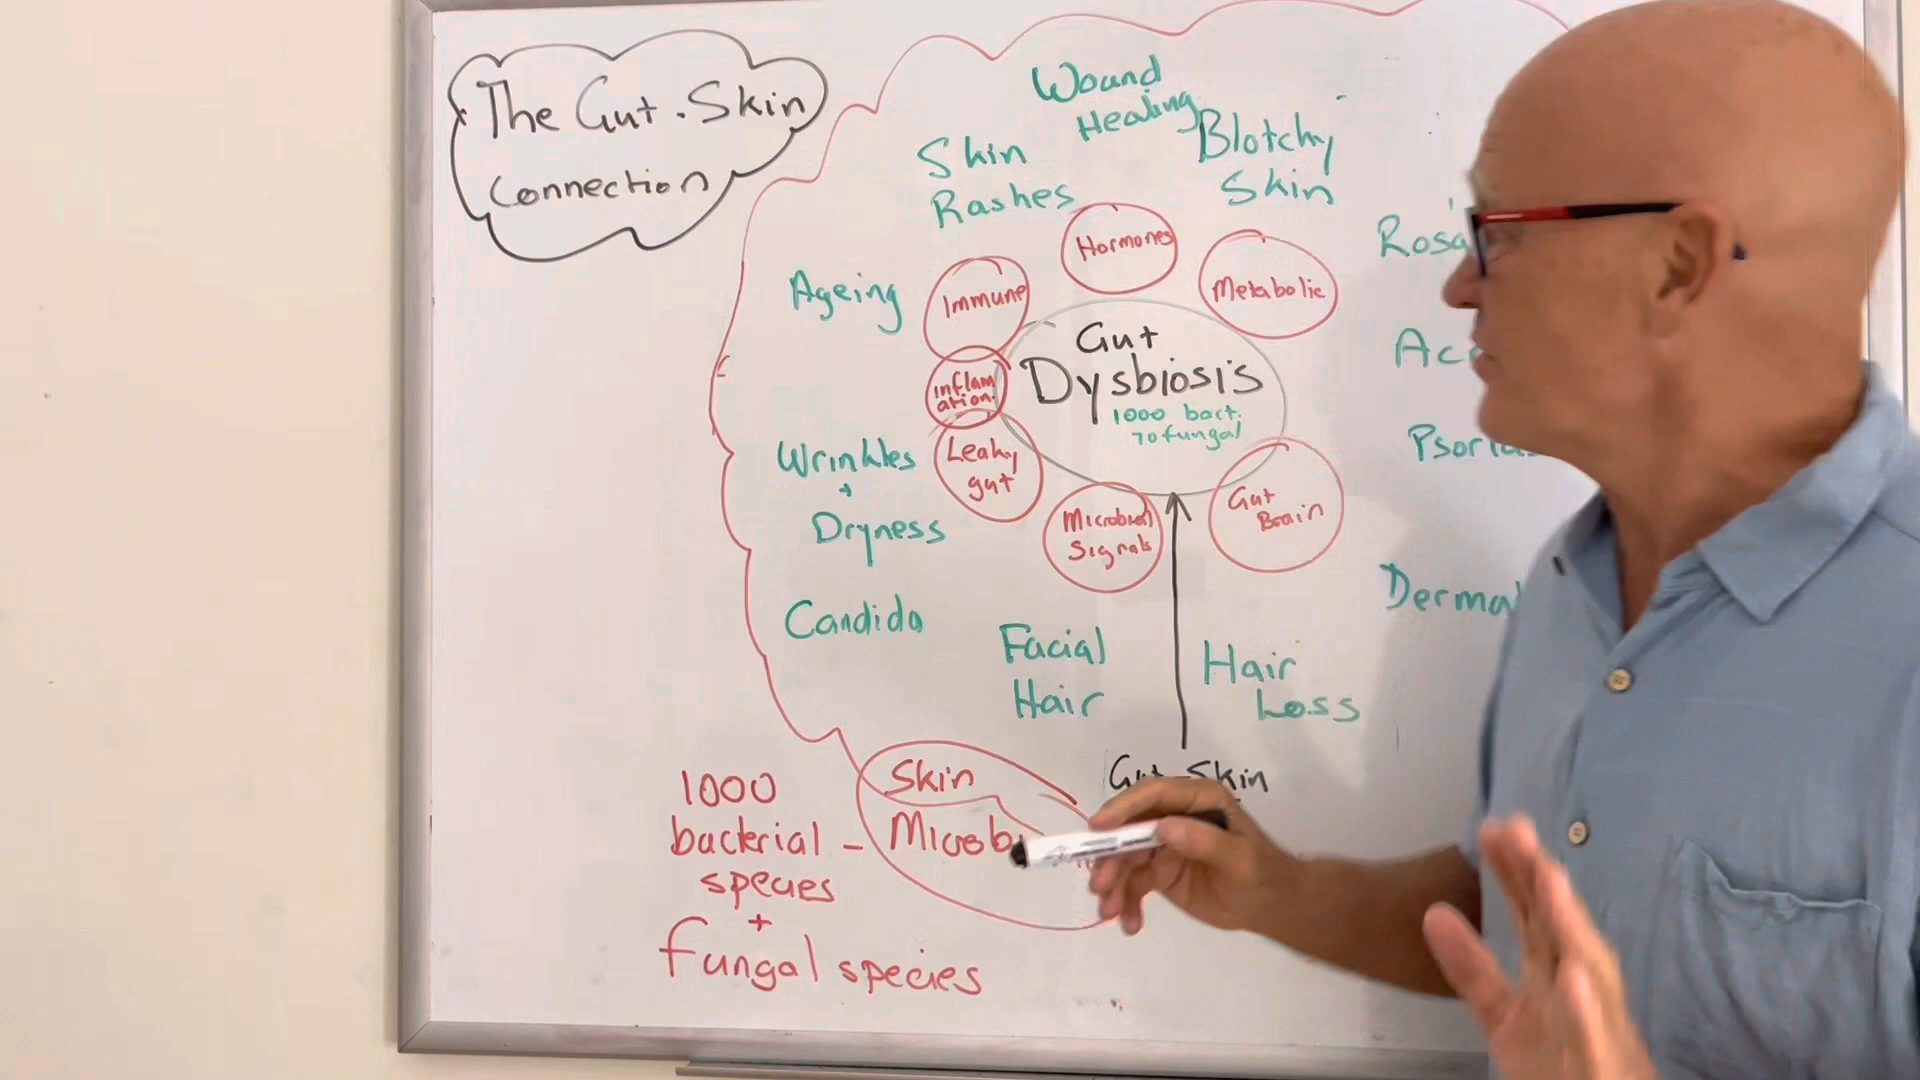 The Gut.Skin
Connection
Wound
Healing
Blotchy
Skin
Skin
Rashes
Hormones
Metabolic
Immune
Ageing
Gut
Dysbiosis
1000 bact.
70 fungal
inflam
ation.
Leaky
gut
Wrinkles
+
Dryness
Microbial
Signals
Gut
Brain
Candida
Facial
Hair
Hair
Loss
Skin
1000
bacterial -
species
+
fungal species